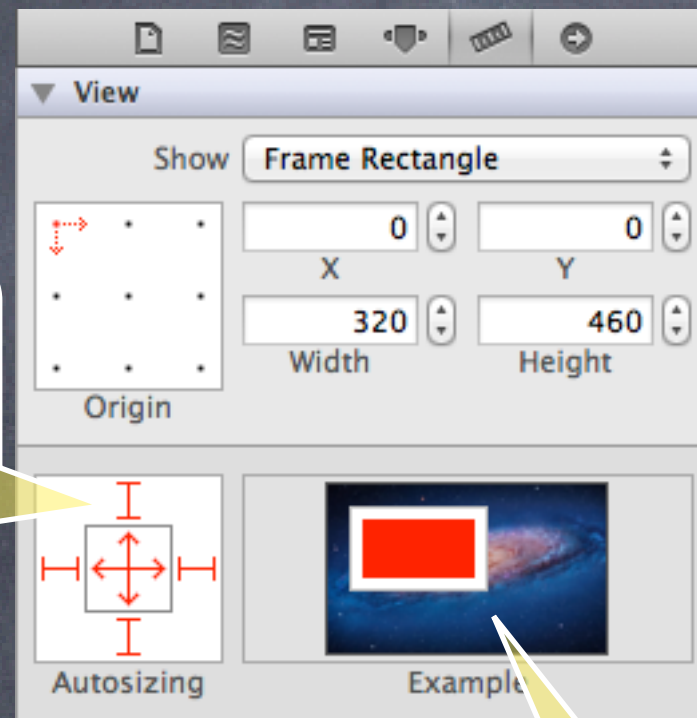 View
Show Frame Rectangle
0 0
X Y
320 460
Width Height
Origin
Autosizing Example